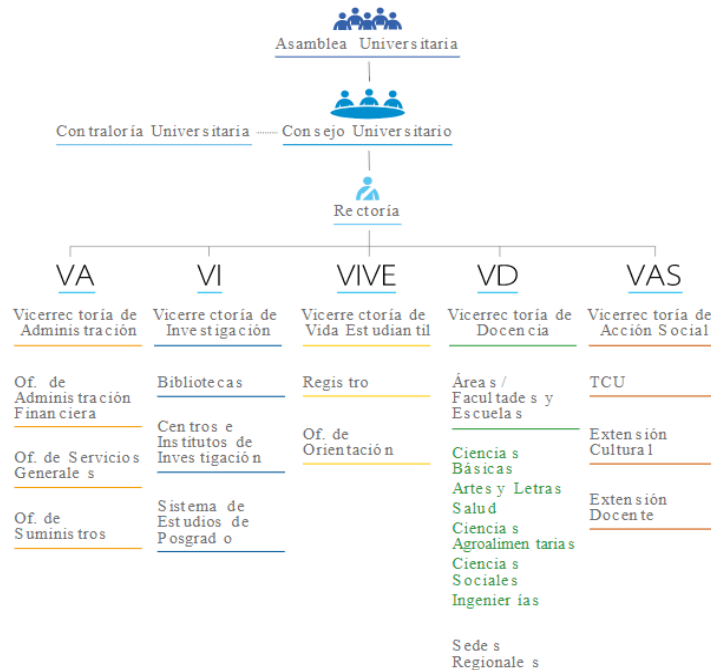 Asamblea Universitaria
Contraloría Universitaria
Consejo Universitario
Rectoría
VA
VI
VIVE
VD
VAS
Vicerrectoría de
Administración
Vicerrectoría de
Investigación
Vicerrectoría de
Vida Estudiantil
Vicerrectoría de
Docencia
Vicerrectoría de
Acción Social
Of. de
Administración
Financiera
Of. de Servicios
Generales
Of. de
Suministros
Bibliotecas
Centros e
Institutos de
Investigación
Sistema de
Estudios de
Posgrado
Registro
Of. de
Orientación
Áreas /
Facultades y
Escuelas
Ciencias
Básicas
Artes y Letras
Salud
Ciencias
Agroalimentarias
Ciencias
Sociales
Ingenierías
Sedes
Regionales
TCU
Extensión
Cultural
Extensión
Docente